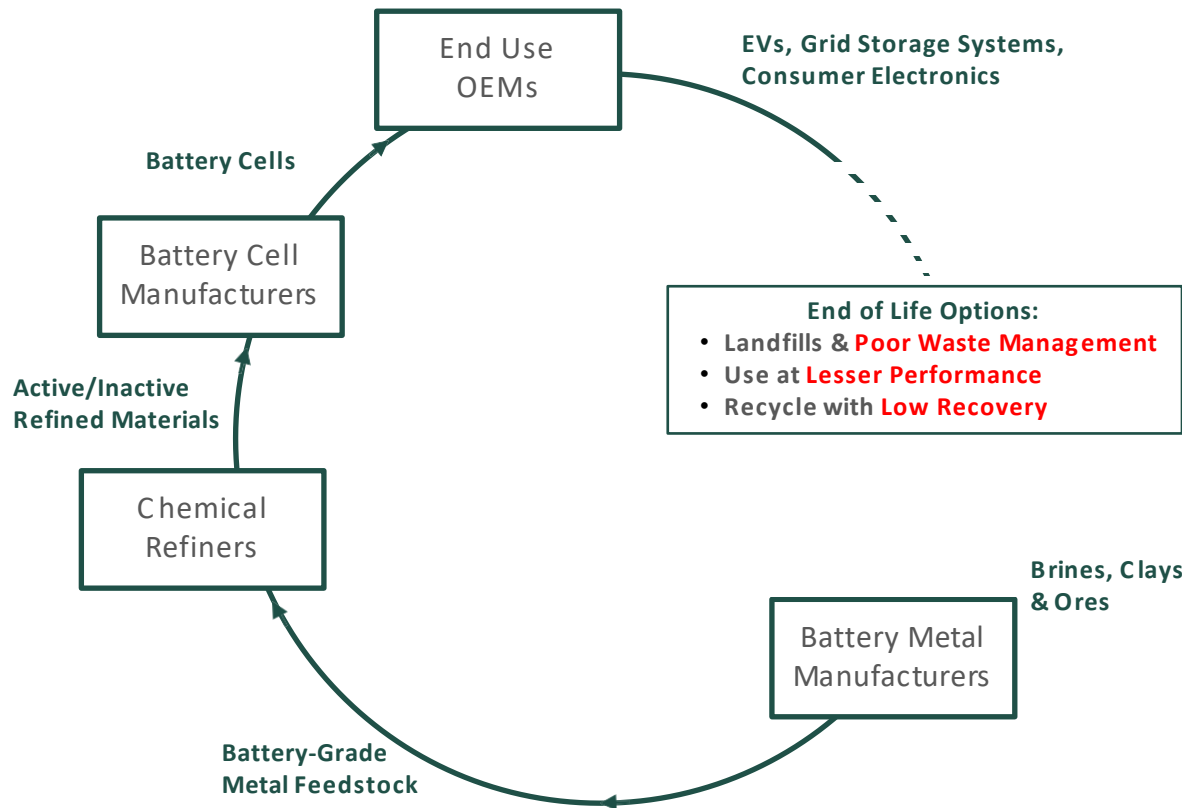 End Use
OEMs
EVs, Grid Storage Systems,
Consumer Electronics
Battery Cells
Battery Cell
Manufacturers
End of Life Options:
• Landfills & Poor Waste Management
• Use at Lesser Performance
• Recycle with Low Recovery
Active/Inactive
Refined Materials
Chemical
Refiners
Brines, Clays
& Ores
Battery Metal
Manufacturers
Battery-Grade
Metal Feedstock